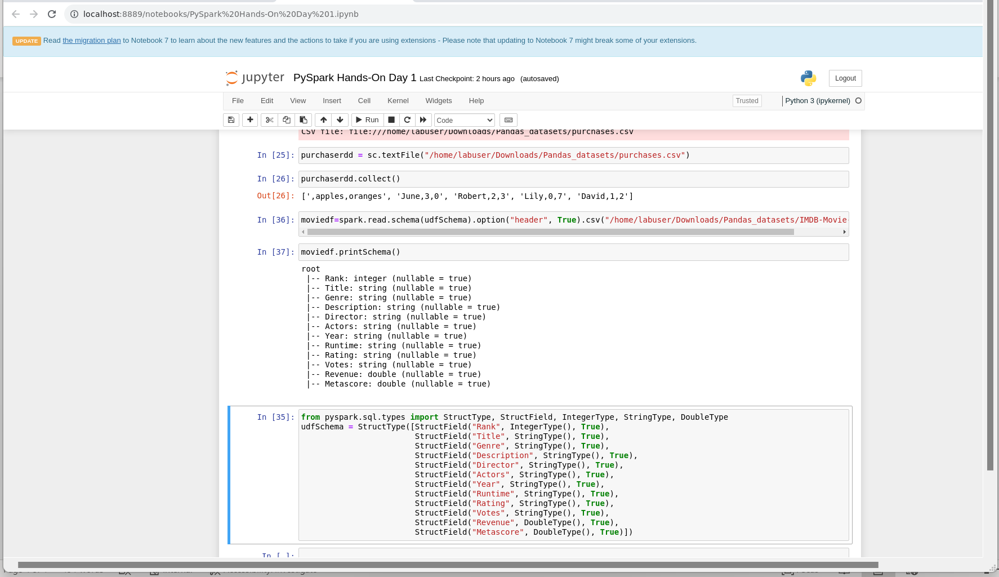 localhost:8889/notebooks/PySpark%20Hands-On%20Day%201.ipynb
UPDATE Read the migration plan to Notebook 7 to learn about the new features and the actions to take if you are using extensions - Please note that updating to Notebook 7 might break some of your extensions.
jupyter PySpark Hands-On Day 1 Last Checkpoint: 2 hours ago (autosaved) Logout
File Edit View Insert Cell Kernel Widgets Help Trusted Python 3 (ipykernel)
Run Code
CSV file: file:///home/labuser/Downloads/Pandas_datasets/purchases.csv
In [25]: purchaserdd = sc.textFile("/home/labuser/Downloads/Pandas_datasets/purchases.csv")
In [26]: purchaserdd.collect()
Out[26]: [',apples,oranges', 'June,3,0', 'Robert,2,3', 'Lily,0,7', 'David,1,2']
In [36]: moviedf=spark.read.schema(udfSchema).option("header", True).csv("/home/labuser/Downloads/Pandas_datasets/IMDB-Movie-
In [37]: moviedf.printSchema()
root
|-- Rank: integer (nullable = true)
|-- Title: string (nullable = true)
|-- Genre: string (nullable = true)
|-- Description: string (nullable = true)
|-- Director: string (nullable = true)
|-- Actors: string (nullable = true)
|-- Year: string (nullable = true)
|-- Runtime: string (nullable = true)
|-- Rating: string (nullable = true)
|-- Votes: string (nullable = true)
|-- Revenue: double (nullable = true)
|-- Metascore: double (nullable = true)
In [35]: from pyspark.sql.types import StructType, StructField, IntegerType, StringType, DoubleType
udfSchema = StructType([StructField("Rank", IntegerType(), True),
StructField("Title", StringType(), True),
StructField("Genre", StringType(), True),
StructField("Description", StringType(), True),
StructField("Director", StringType(), True),
StructField("Actors", StringType(), True),
StructField("Year", StringType(), True),
StructField("Runtime", StringType(), True),
StructField("Rating", StringType(), True),
StructField("Votes", StringType(), True),
StructField("Revenue", DoubleType(), True),
StructField("Metascore", DoubleType(), True)])
In [ ]: